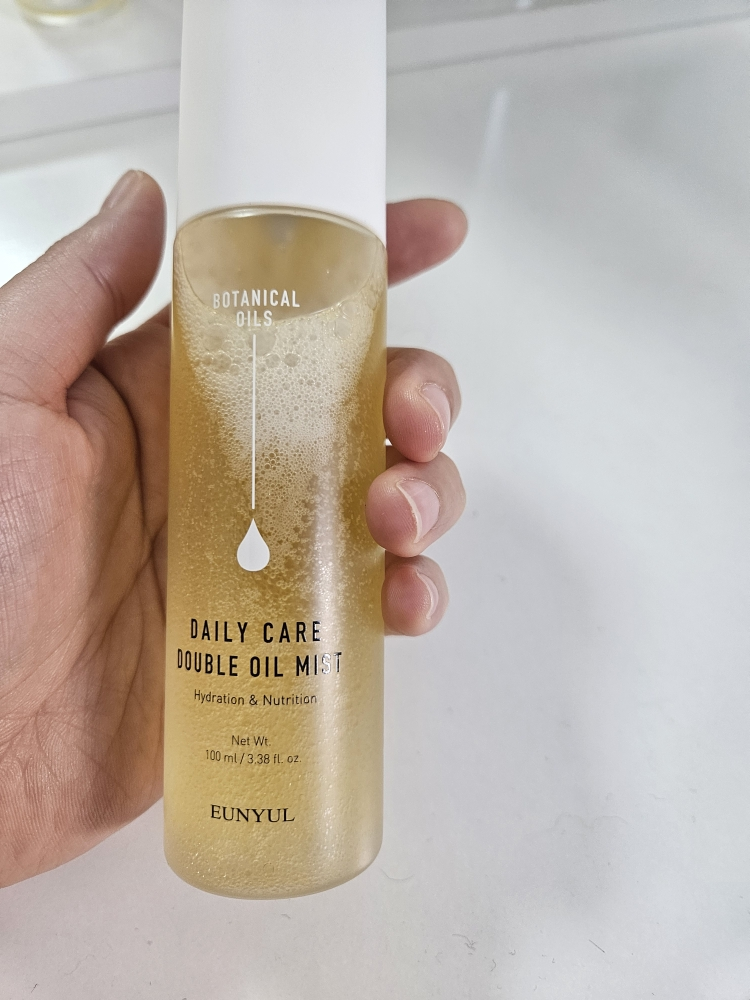 BOTANICAL
OILS
DAILY CARE
DOUBLE OIL MIST
Hydration & Nutrition
Net Wt.
100 ml / 3.38 fl. oz.
EUNYUL